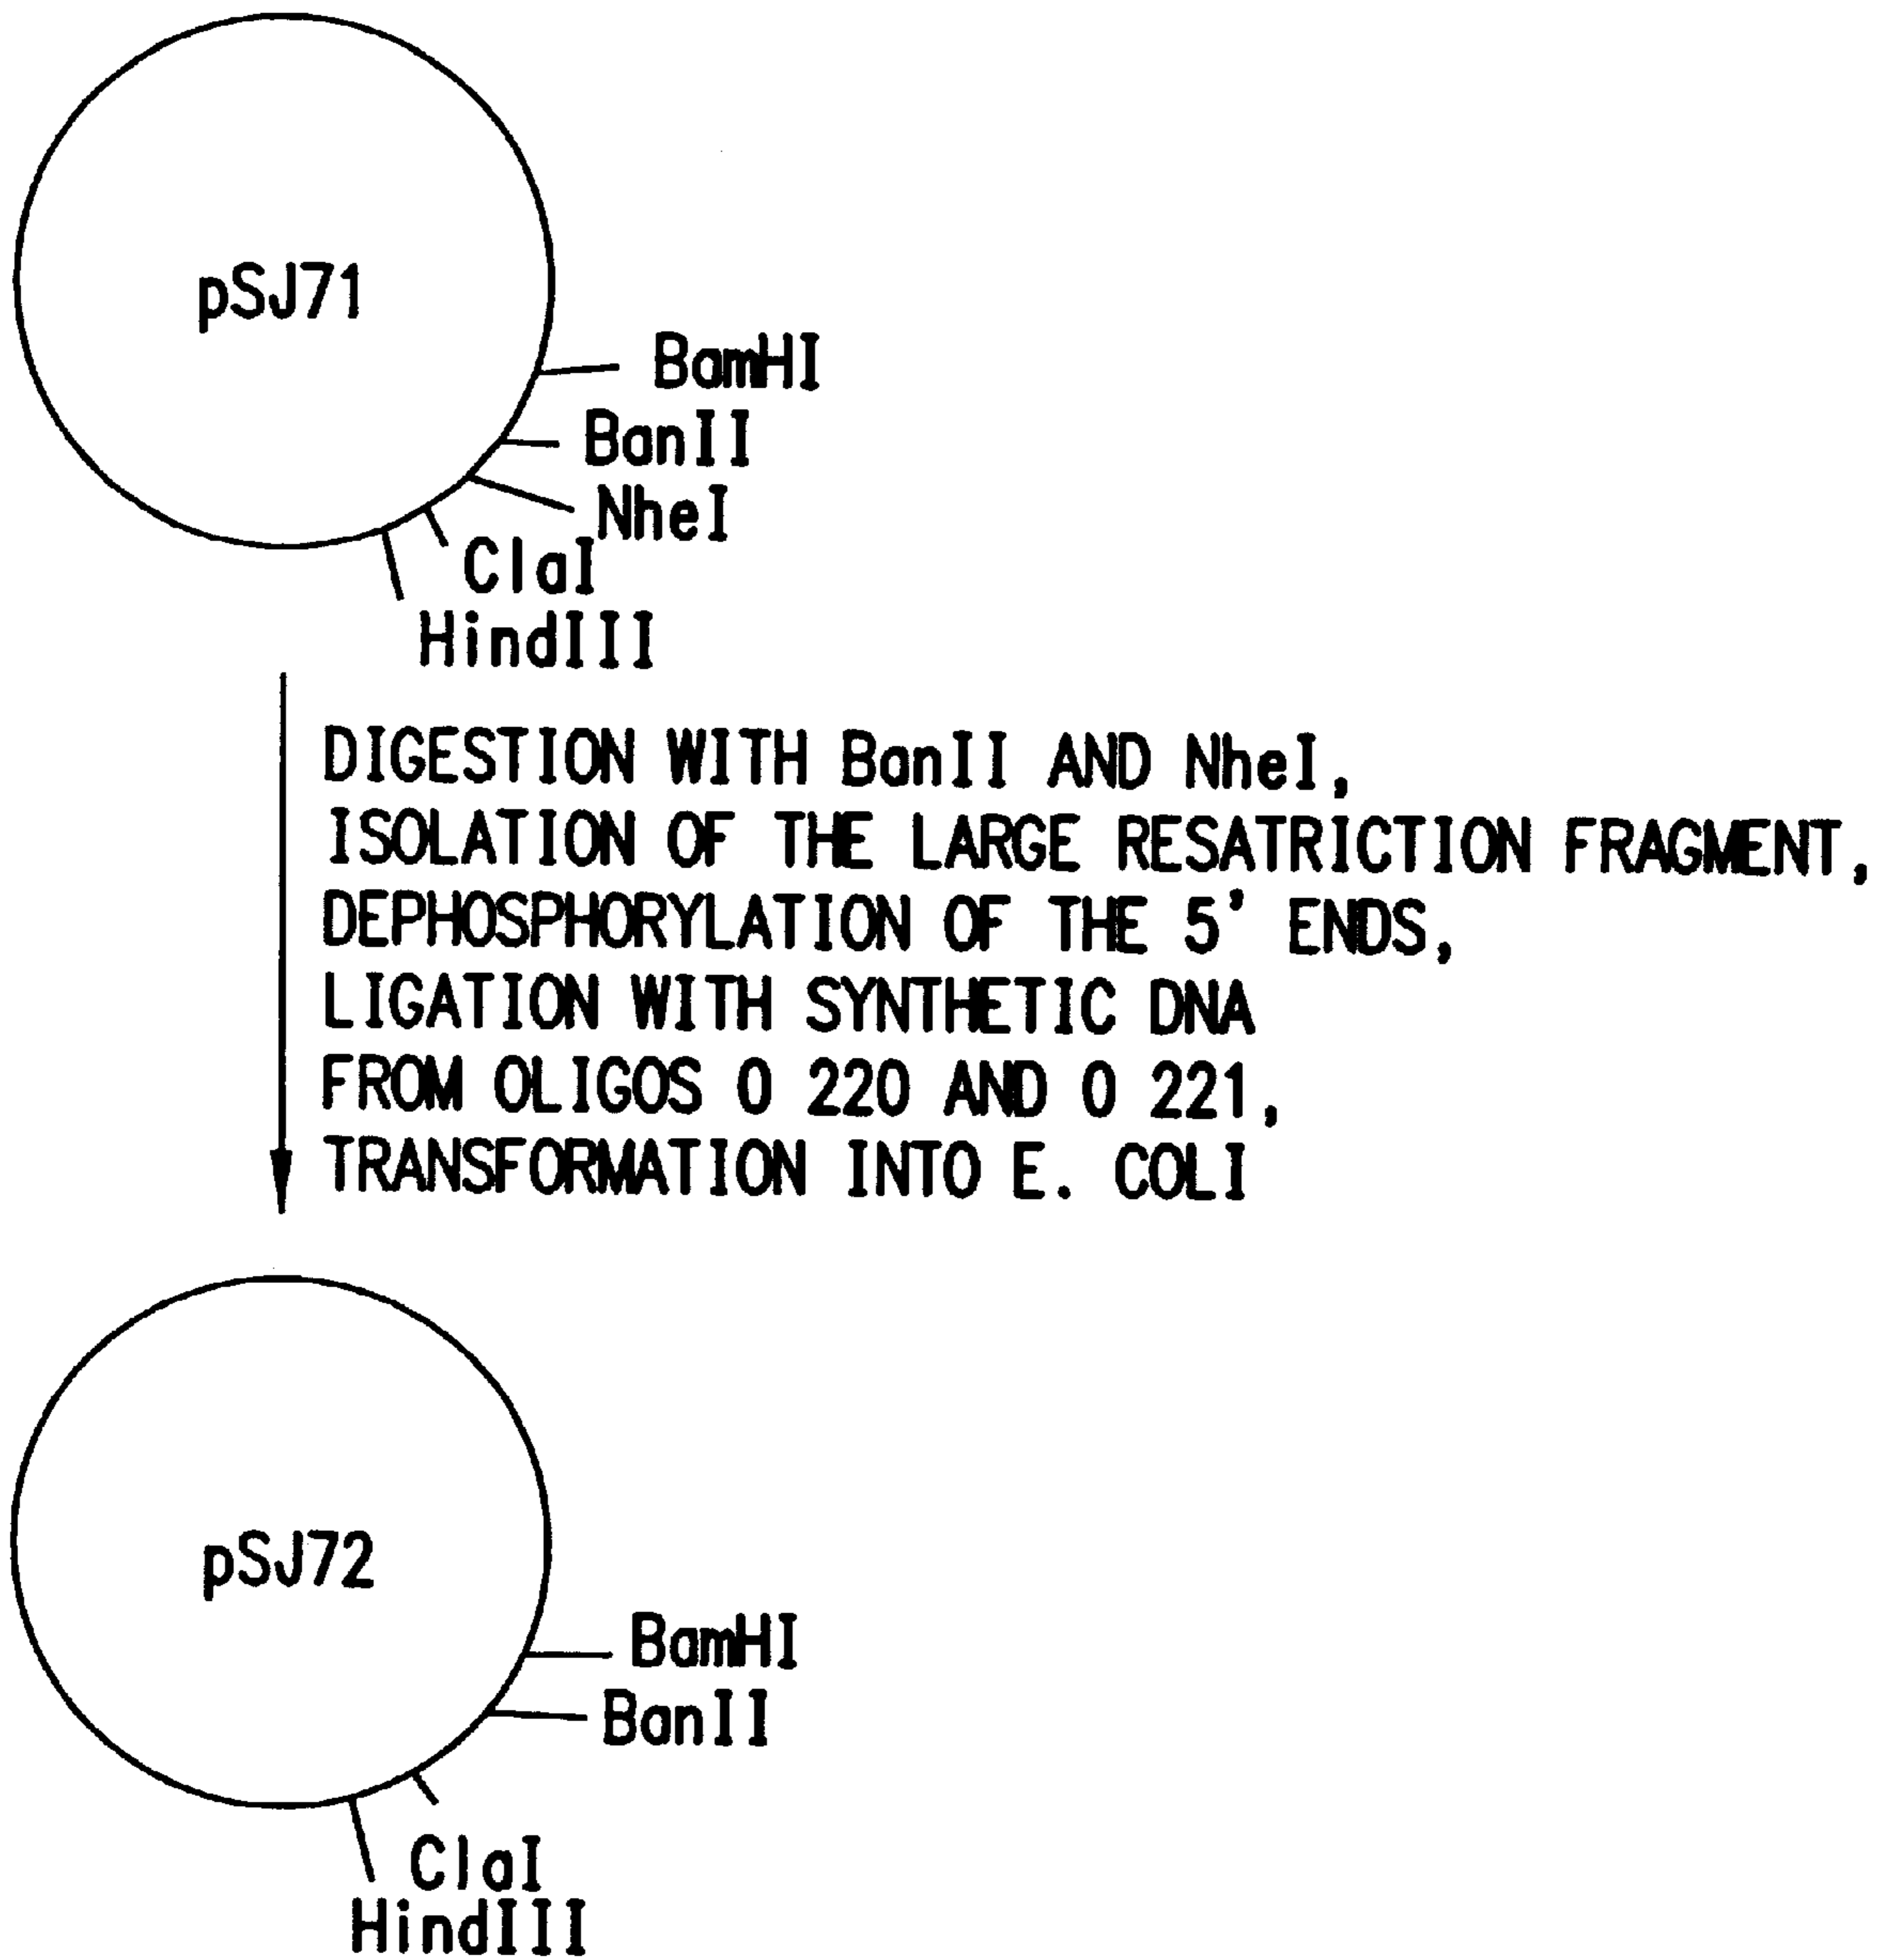 pSJ71
BamHI
BanII
NheI
ClaI
HindIII
DIGESTION WITH BanII AND NheI,
ISOLATION OF THE LARGE RESATRICTION FRAGMENT,
DEPHOSPHORYLATION OF THE 5' ENDS,
LIGATION WITH SYNTHETIC DNA
FROM OLIGOS O 220 AND O 221,
TRANSFORMATION INTO E. COLI
pSJ72
BamHI
BanII
ClaI
HindIII